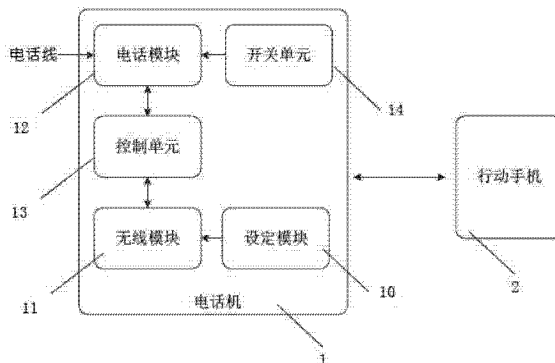 电话线
电话模块
开关单元
12
14
控制单元
13
行动手机
无线模块
设定模块
11
10
2
电话机
1